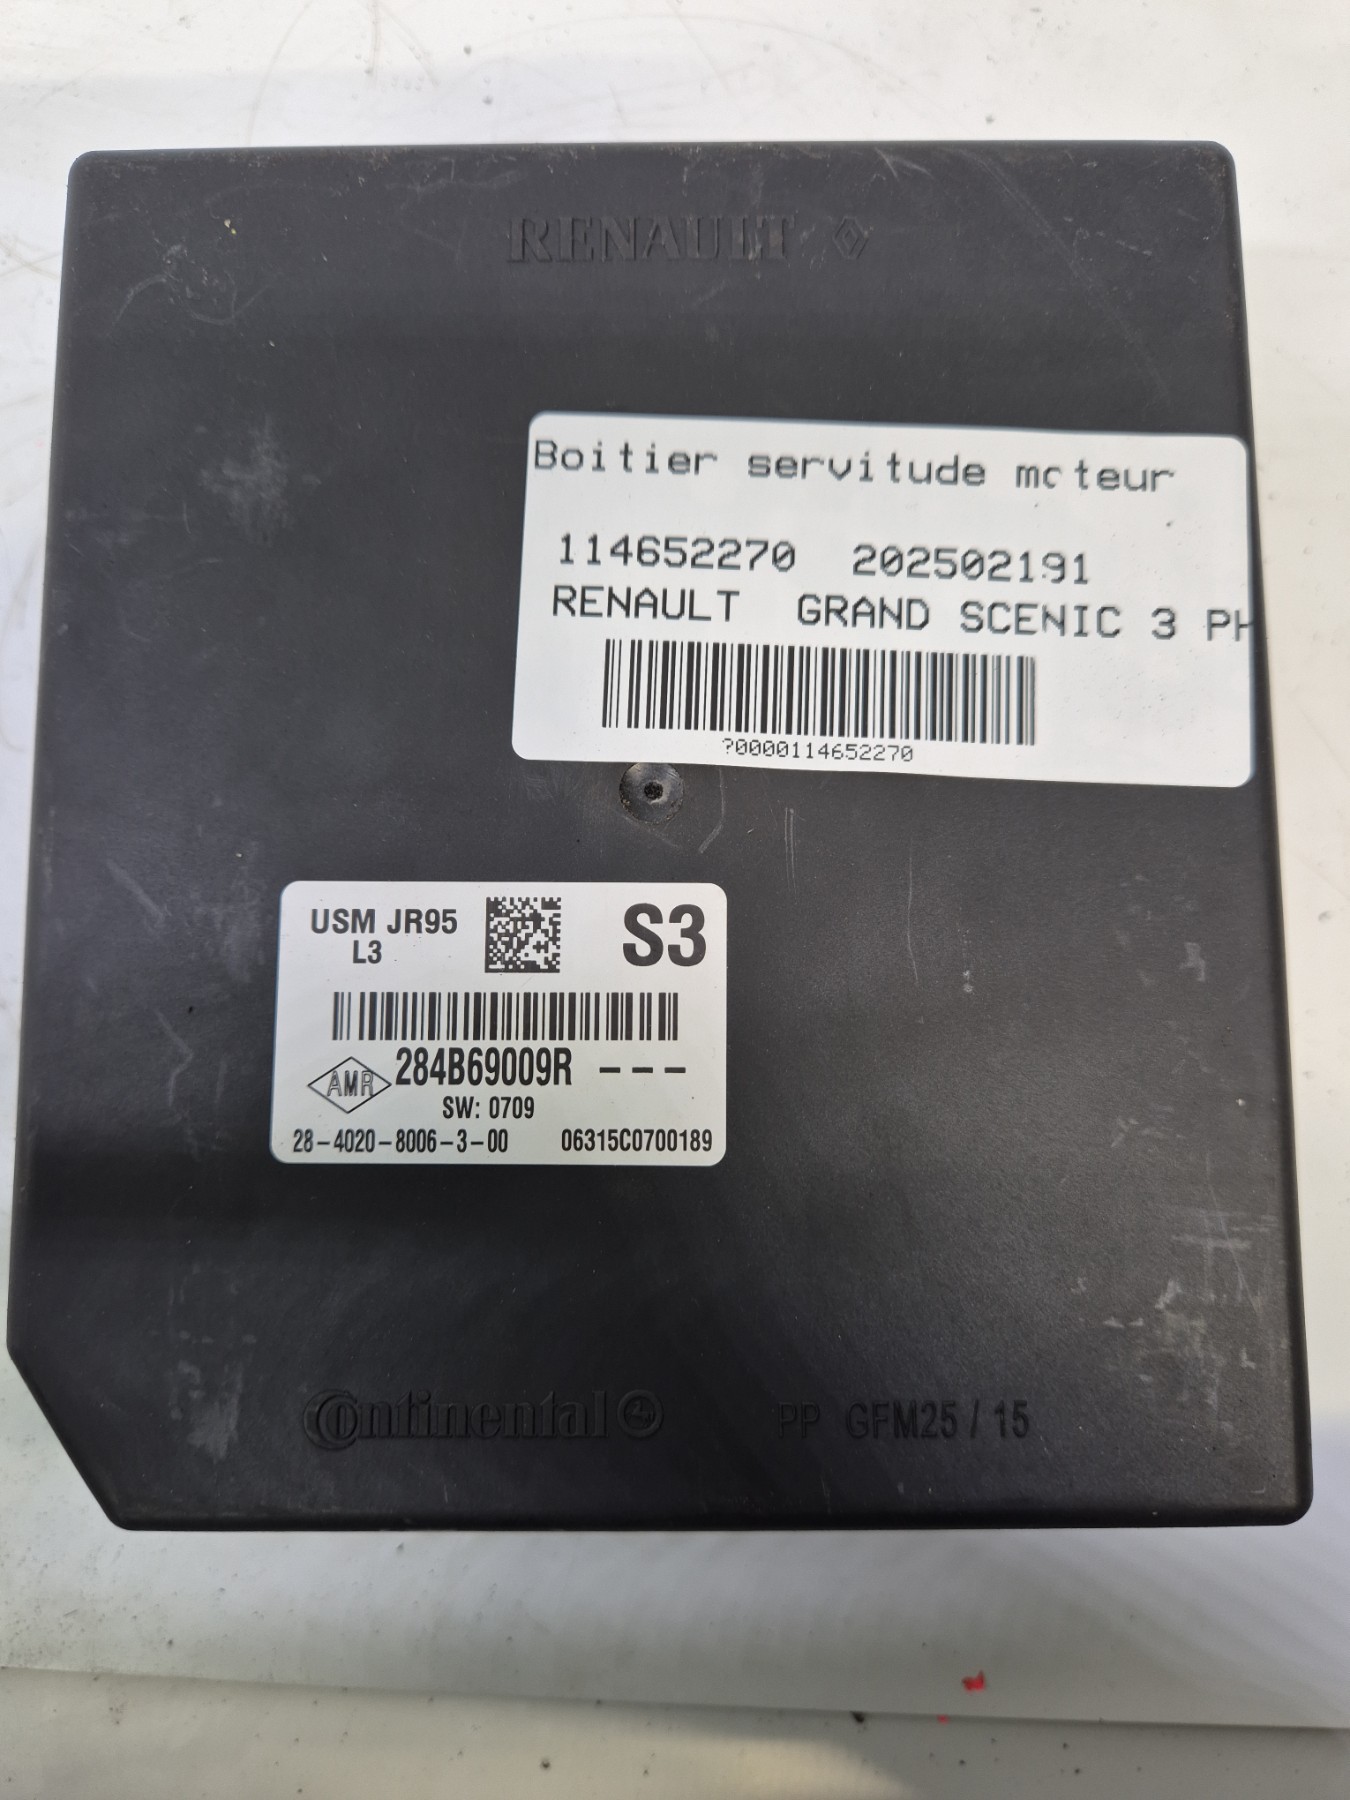 RENAULT
Boitier servitude moteur
114652270 202502191
RENAULT GRAND SCENIC 3 PH
?0000114652270
USM JR95
L3
S3
AMR 284B69009R ---
SW: 0709
28-4020-8006-3-00 06315C0700189
Continental
PP GFM25 / 15